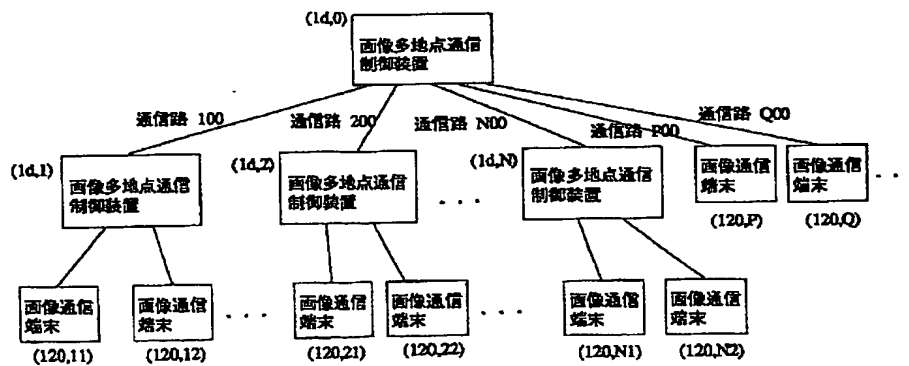 (1d,0)
画像多地点通信
制御装置
通信路 100
通信路 200
通信路 N00
通信路 P00
通信路 Q00
(1d,1)
画像多地点通信
制御装置
(1d,2)
画像多地点通信
制御装置
. . .
(1d,N)
画像多地点通信
制御装置
画像通信
端末
(120,P)
画像通信
端末
(120,Q)
. .
画像通信
端末
(120,11)
画像通信
端末
(120,12)
. . .
画像通信
端末
(120,21)
画像通信
端末
(120,22)
. . .
画像通信
端末
(120,N1)
画像通信
端末
(120,N2)